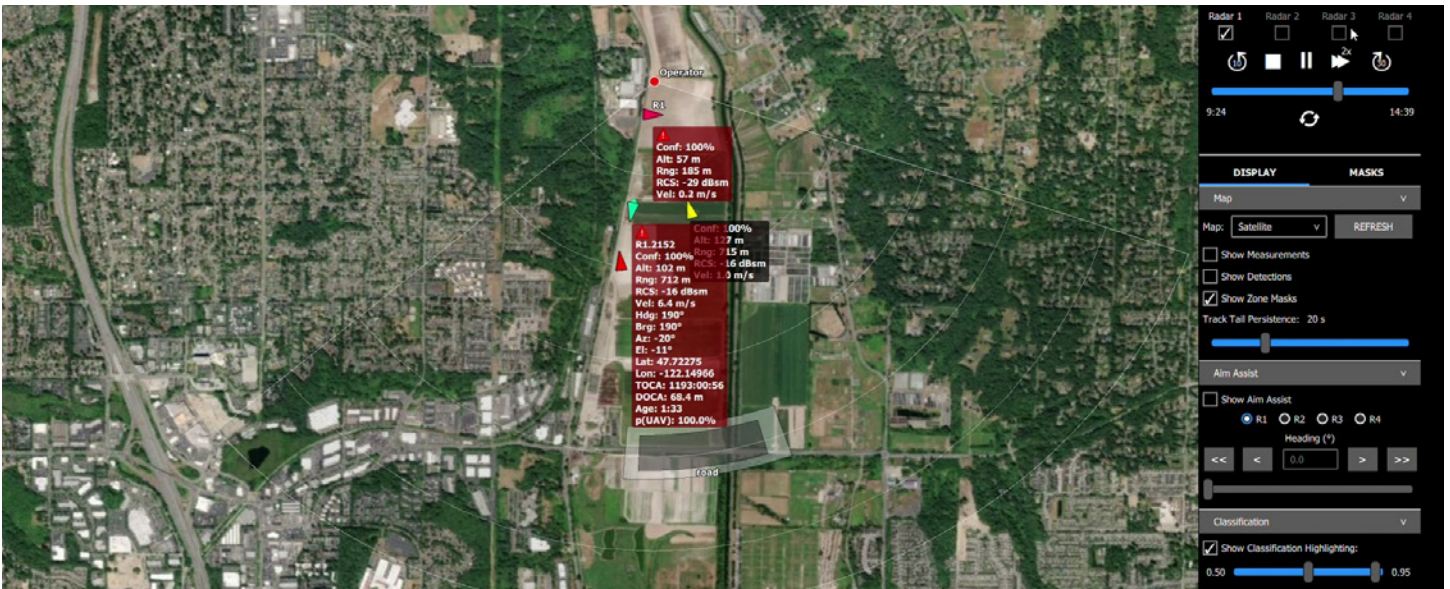 Operator
R1
Conf: 100%
Alt: 57 m
Rng: 185 m
RCS: -29 dBsm
Vel: 0.2 m/s
Conf: 100%
Alt: 127 m
Rng: 715 m
RCS: -16 dBsm
Vel: 1.0 m/s
R1.2152
Conf: 100%
Alt: 102 m
Rng: 712 m
RCS: -16 dBsm
Vel: 6.4 m/s
Hdg: 190°
Brg: 190°
Az: -20°
El: -11°
Lat: 47.72275
Lon: -122.14966
TOCA: 1193:00:56
DOCA: 68.4 m
Age: 1:33
p(UAV): 100.0%
road
Radar 1 Radar 2 Radar 3 Radar 4
10 2x 30
9:24 14:39
DISPLAY MASKS
Map v
Map: Satellite v REFRESH
Show Measurements
Show Detections
Show Zone Masks
Track Tail Persistence: 20 s
Aim Assist v
Show Aim Assist
R1 R2 R3 R4
Heading (°)
<< < 0.0 > >>
Classification v
Show Classification Highlighting:
0.50 0.95